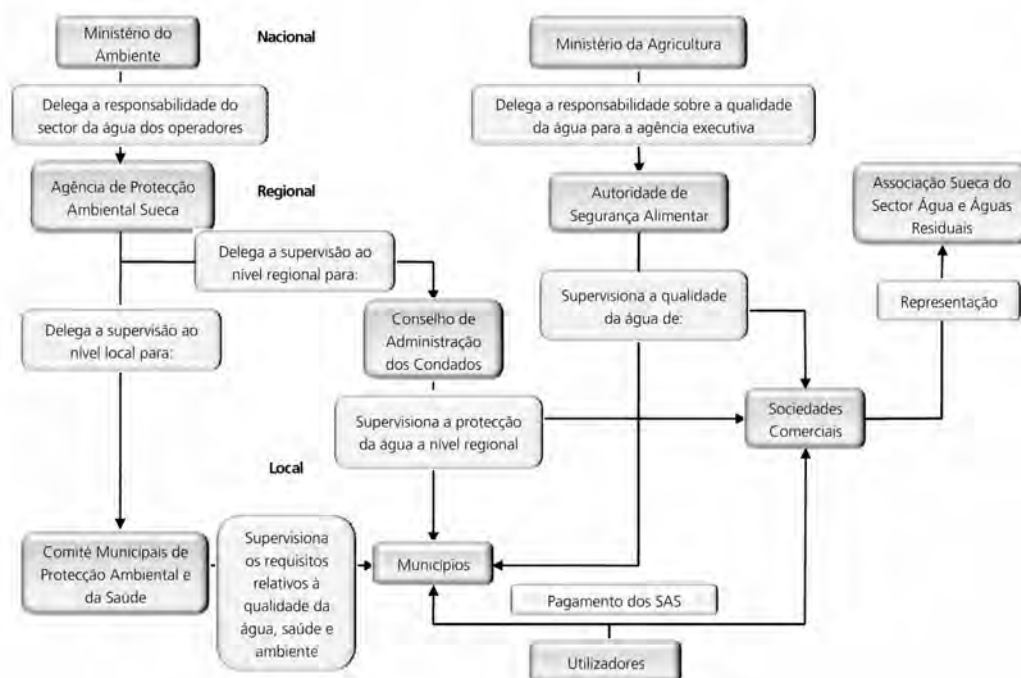 Ministério do
Ambiente
Nacional
Ministério da Agricultura
Delega a responsabilidade do
sector da água dos operadores
Delega a responsabilidade sobre a qualidade
da água para a agência executiva
Agência de Protecção
Ambiental Sueca
Regional
Autoridade de
Segurança Alimentar
Associação Sueca do
Sector Água e Águas
Residuais
Delega a supervisão ao
nível regional para:
Supervisiona a qualidade
da água de:
Representação
Delega a supervisão ao
nível local para:
Conselho de
Administração
dos Condados
Sociedades
Comerciais
Supervisiona a protecção
da água a nível regional
Local
Comité Municipais de
Protecção Ambiental e
da Saúde
Supervisiona
os requisitos
relativos à
qualidade da
água, saúde e
ambiente
Municípios
Pagamento dos SAS
Utilizadores